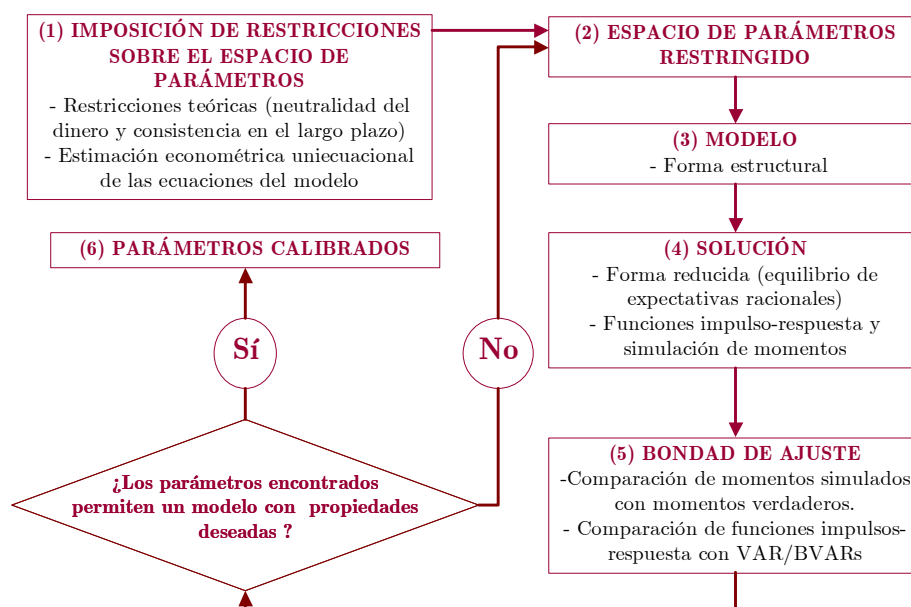 (1) IMPOSICIÓN DE RESTRICCIONES
SOBRE EL ESPACIO DE
PARÁMETROS
- Restricciones teóricas (neutralidad del
dinero y consistencia en el largo plazo)
- Estimación econométrica uniecuacional
de las ecuaciones del modelo
(2) ESPACIO DE PARÁMETROS
RESTRINGIDO
(3) MODELO
- Forma estructural
(4) SOLUCIÓN
- Forma reducida (equilibrio de
expectativas racionales)
- Funciones impulso-respuesta y
simulación de momentos
(5) BONDAD DE AJUSTE
-Comparación de momentos simulados
con momentos verdaderos.
- Comparación de funciones impulsos-
respuesta con VAR/BVARs
¿Los parámetros encontrados
permiten un modelo con propiedades
deseadas ?
Sí
No
(6) PARÁMETROS CALIBRADOS